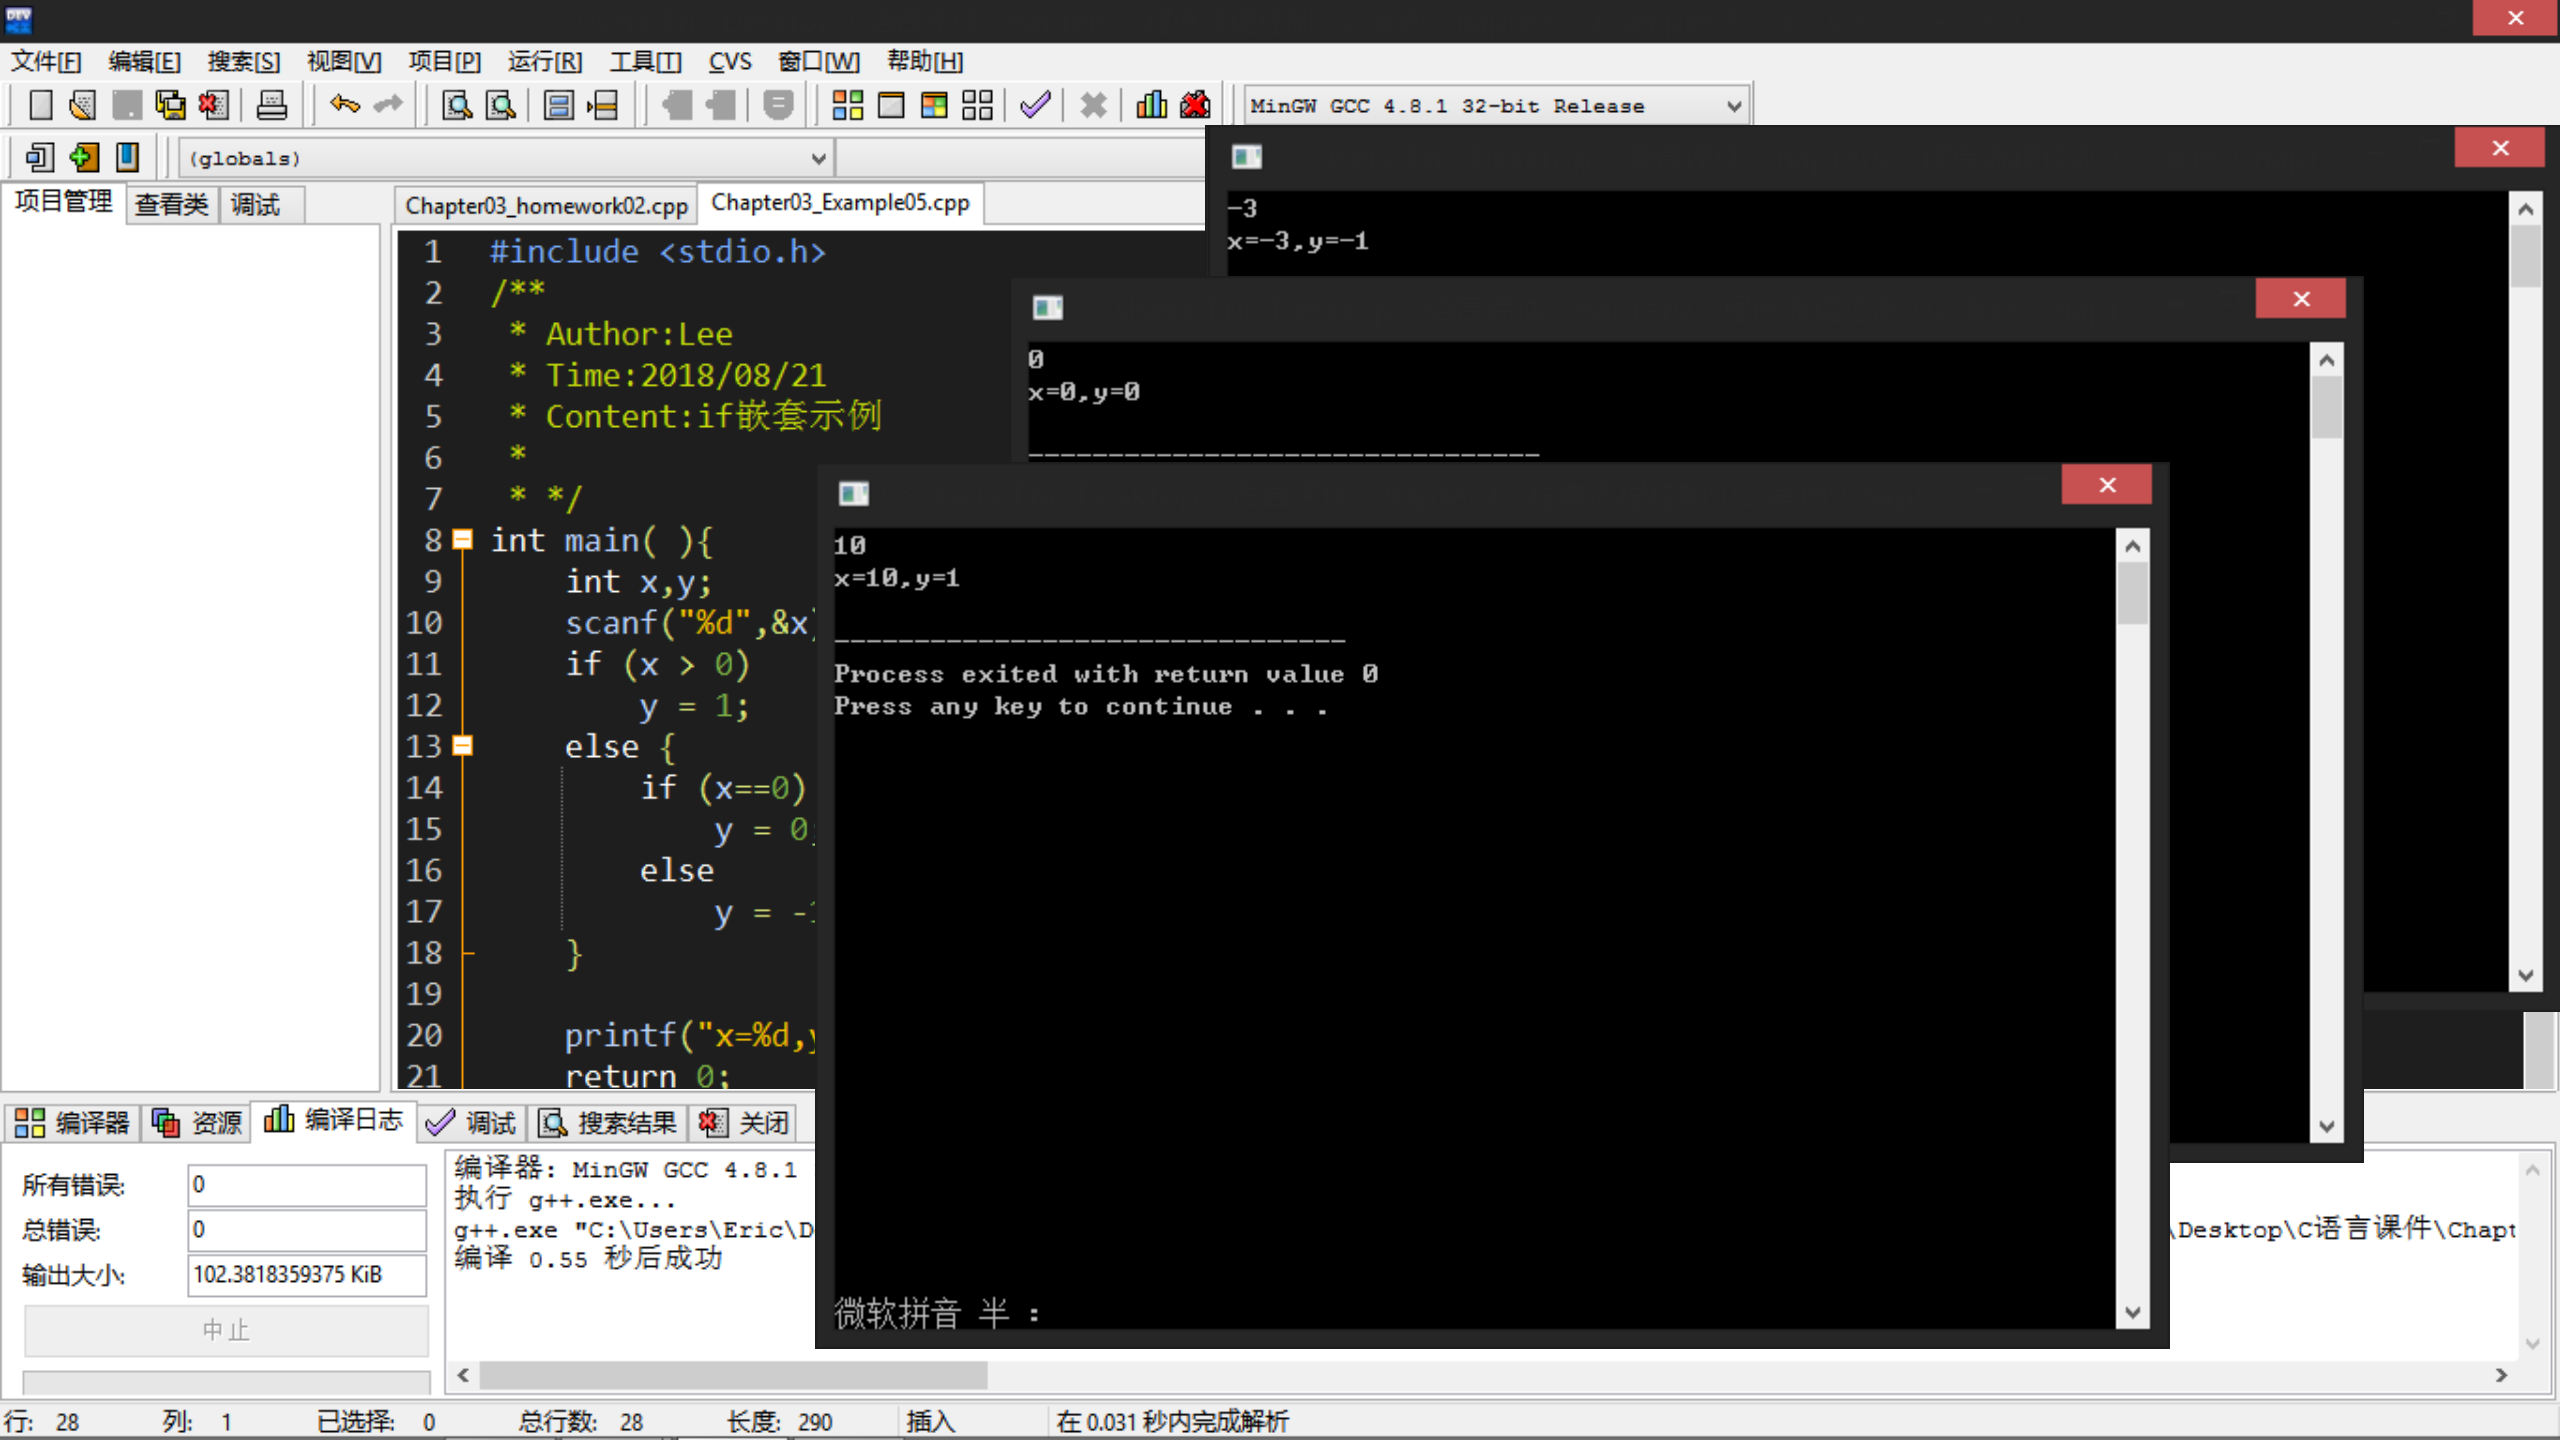 文件[F] 编辑[E] 搜索[S] 视图[V] 项目[P] 运行[R] 工具[T] CVS 窗口[W] 帮助[H]
MinGW GCC 4.8.1 32-bit Release
(globals)
项目管理 查看类 调试
Chapter03_homework02.cpp Chapter03_Example05.cpp
1 #include <stdio.h>
2 /**
3 * Author:Lee
4 * Time:2018/08/21
5 * Content:if嵌套示例
6 *
7 * */
8 int main( ){
9 int x,y;
10 scanf("%d",&x)
11 if (x > 0)
12 y = 1;
13 else {
14 if (x==0)
15 y = 0;
16 else
17 y = -1
18 }
19
20 printf("x=%d,y
21 return 0;
-3
x=-3,y=-1
0
x=0,y=0
--------------------------------
10
x=10,y=1
--------------------------------
Process exited with return value 0
Press any key to continue . . .
微软拼音 半 :
编译器 资源 编译日志 调试 搜索结果 关闭
所有错误: 0
总错误: 0
输出大小: 102.3818359375 KiB
中止
编译器: MinGW GCC 4.8.1
执行 g++.exe...
g++.exe "C:\Users\Eric\D \Desktop\C语言课件\Chapt
编译 0.55 秒后成功
行: 28 列: 1 已选择: 0 总行数: 28 长度: 290 插入 在 0.031 秒内完成解析